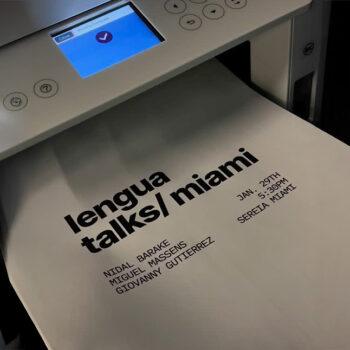 lengua
talks/ miami
NIDAL BARAKE
MIGUEL MASSENS
GIOVANNY GUTIERREZ
JAN. 29TH
5:30PM
SEREIA MIAMI